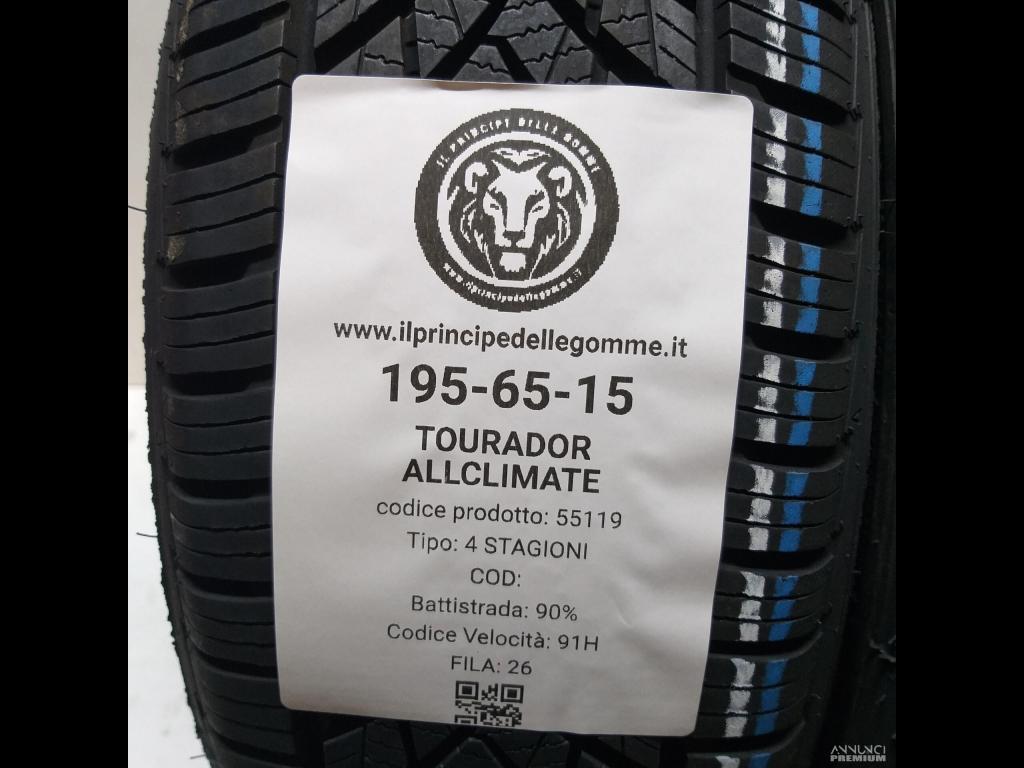 IL PRINCIPE DELLE GOMME
www.ilprincipedellegomme.it
195-65-15
TOURADOR
ALLCLIMATE
codice prodotto: 55119
Tipo: 4 STAGIONI
COD:
Battistrada: 90%
Codice Velocità: 91H
FILA: 26
ANNUNCI
PREMIUM